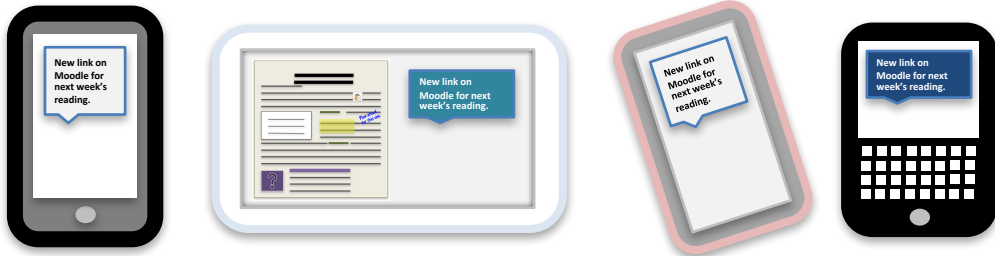 New link on
Moodle for
next week's
reading.
New link on
Moodle for next
week's reading.
?
New link on
Moodle for
next week's
reading.
New link on
Moodle for next
week's reading.